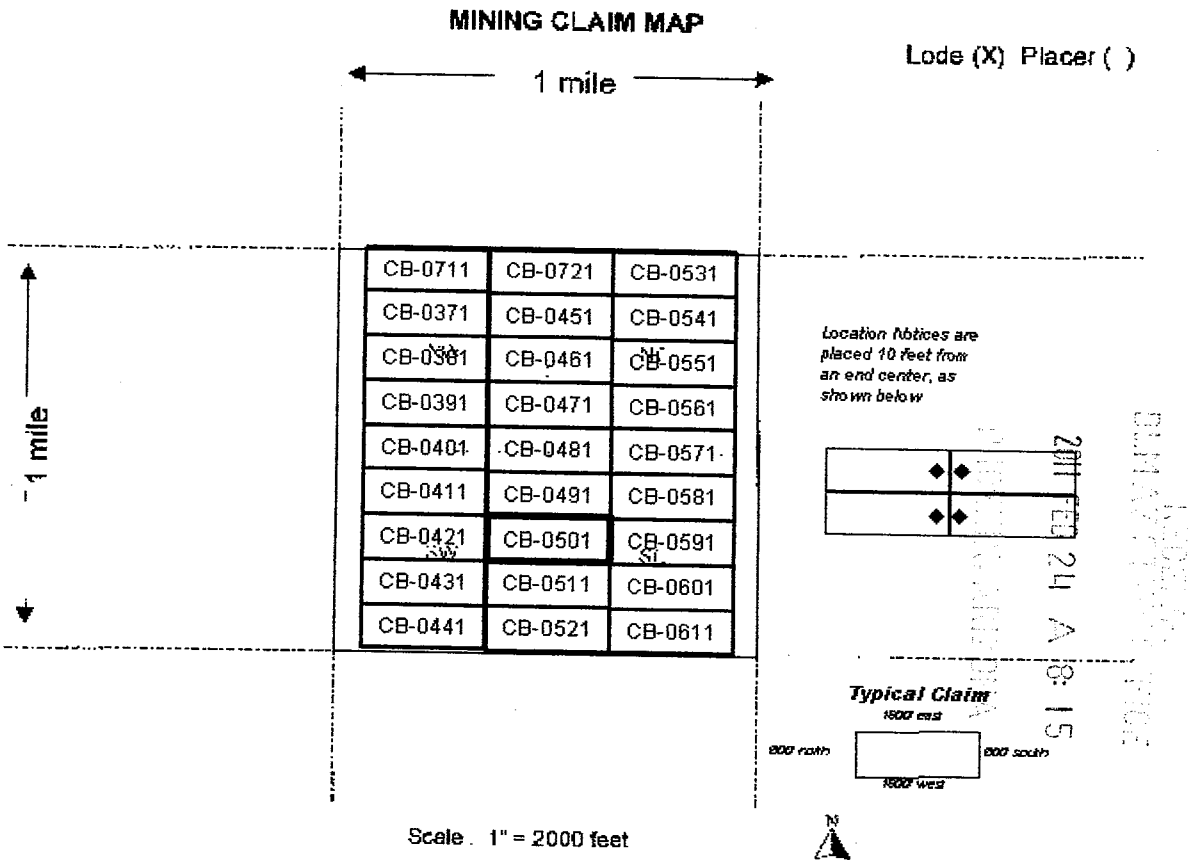 MINING CLAIM MAP
Lode (X) Placer ( )
1 mile
1 mile
CB-0711 CB-0721 CB-0531
CB-0371 CB-0451 CB-0541
CB-0461 CB-0551
CB-0391 CB-0471 CB-0561
CB-0401 CB-0481 CB-0571
CB-0411 CB-0491 CB-0581
CB-0421 CB-0501 CB-0591
CB-0431 CB-0511 CB-0601
CB-0441 CB-0521 CB-0611
Location Notices are
placed 10 feet from
an end center, as
shown below
2011 FEB 24 A 8: 15
Typical Claim
east
north
south
west
Scale . 1" = 2000 feet
N